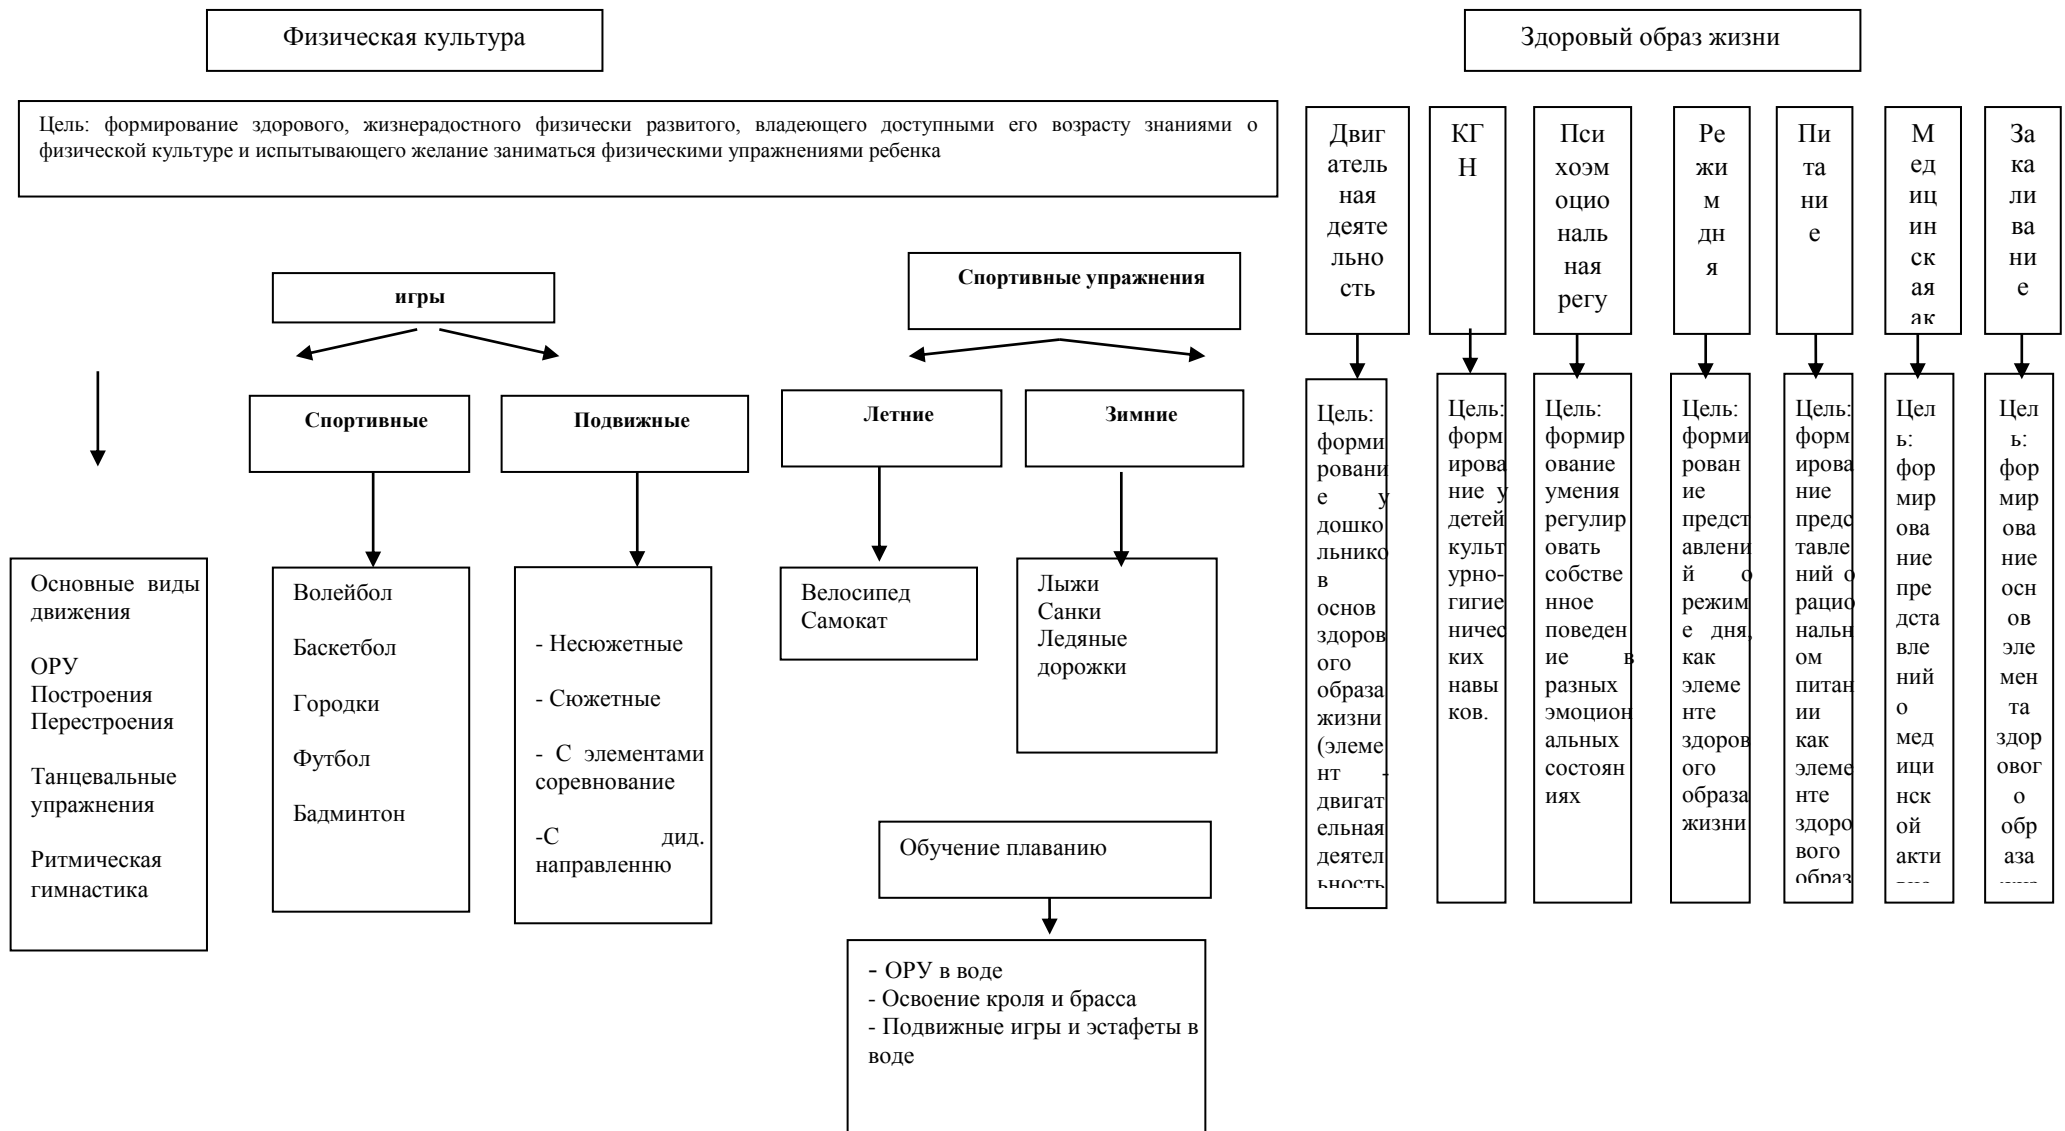 Физическая культура
Здоровый образ жизни
Цель: формирование здорового, жизнерадостного физически развитого, владеющего доступными его возрасту знаниями о
физической культуре и испытывающего желание заниматься физическими упражнениями ребенка
Двиг
атель
ная
деяте
льно
сть
КГ
Н
Пси
хоэм
оцио
наль
ная
регу
Ре
жи
м
дн
я
Пи
та
ни
е
М
ед
иц
ин
ск
ая
ак
За
ка
ли
ва
ни
е
игры
Спортивные упражнения
Спортивные
Подвижные
Летние
Зимние
Основные виды
движения
ОРУ
Построения
Перестроения
Танцевальные
упражнения
Ритмическая
гимнастика
Волейбол
Баскетбол
Городки
Футбол
Бадминтон
- Несюжетные
- Сюжетные
- С элементами
соревнование
-С дид.
направленню
Велосипед
Самокат
Лыжи
Санки
Ледяные
дорожки
Обучение плаванию
- ОРУ в воде
- Освоение кроля и брасса
- Подвижные игры и эстафеты в
воде
Цель:
форми
ровани
е у
дошко
льнико
в
основ
здоров
ого
образа
жизни
(элеме
нт -
двигат
ельная
деятел
ьность
Цель:
форм
ирова
ние у
детей
культ
урно-
гигие
ничес
ких
навы
ков.
Цель:
формир
ование
умения
регулир
овать
собстве
нное
поведен
ие в
разных
эмоцион
альных
состоян
иях
Цель:
форми
рован
ие
предст
авлени
й о
режим
е дня,
как
элеме
нте
здоров
ого
образа
жизни
Цель:
форм
ирова
ние
предс
тавле
ний о
рацио
нальн
ом
питан
ии
как
элеме
нте
здоро
вого
образ
Цел
ь:
фор
мир
ова
ние
пре
дста
вле
ний
о
мед
ици
нск
ой
акти
Цел
ь:
фор
мир
ова
ние
осн
ов
эле
мен
та
здор
овог
о
обр
аза